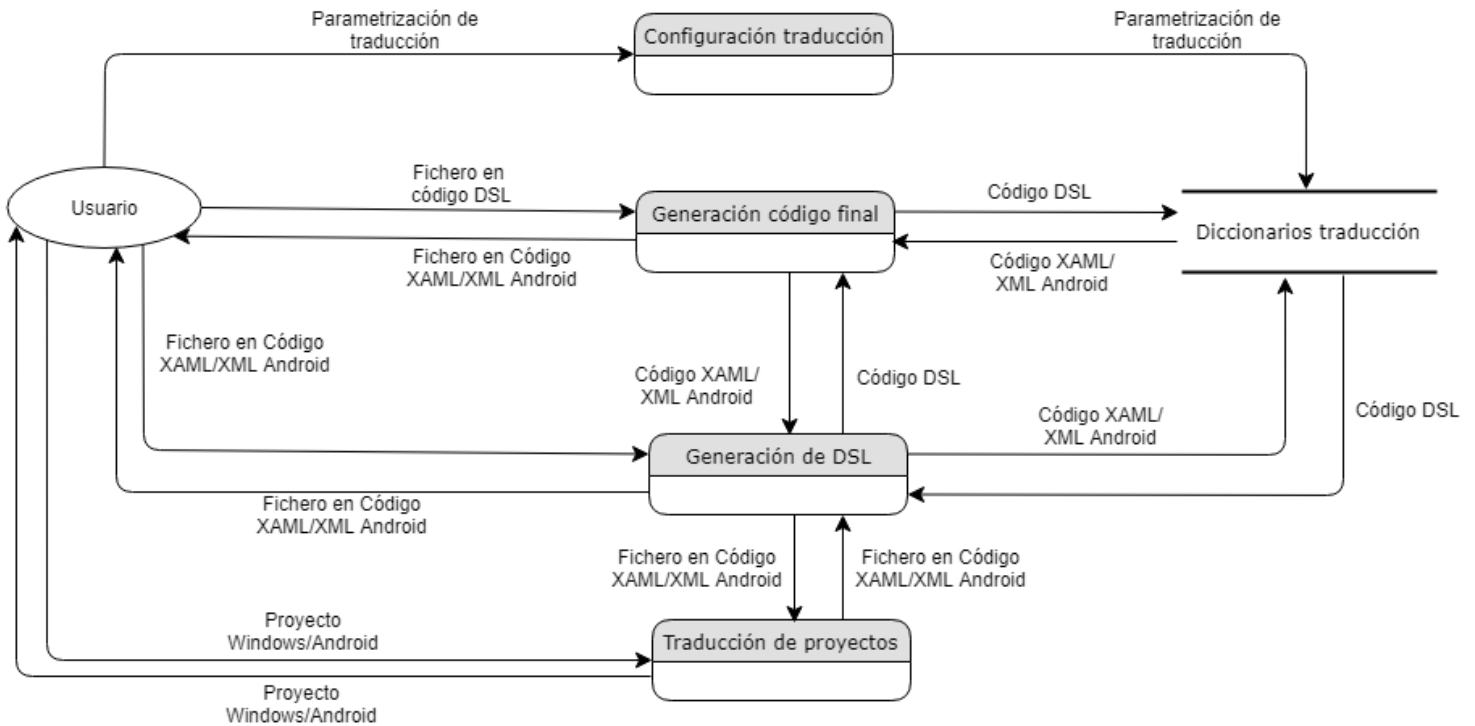 Parametrización de
traducción
Configuración traducción
Parametrización de
traducción
Usuario
Fichero en
código DSL
Generación código final
Código DSL
Diccionarios traducción
Fichero en Código
XAML/XML Android
Código XAML/
XML Android
Fichero en Código
XAML/XML Android
Código XAML/
XML Android
Código DSL
Código XAML/
XML Android
Código DSL
Generación de DSL
Fichero en Código
XAML/XML Android
Fichero en Código
XAML/XML Android
Fichero en Código
XAML/XML Android
Proyecto
Windows/Android
Traducción de proyectos
Proyecto
Windows/Android